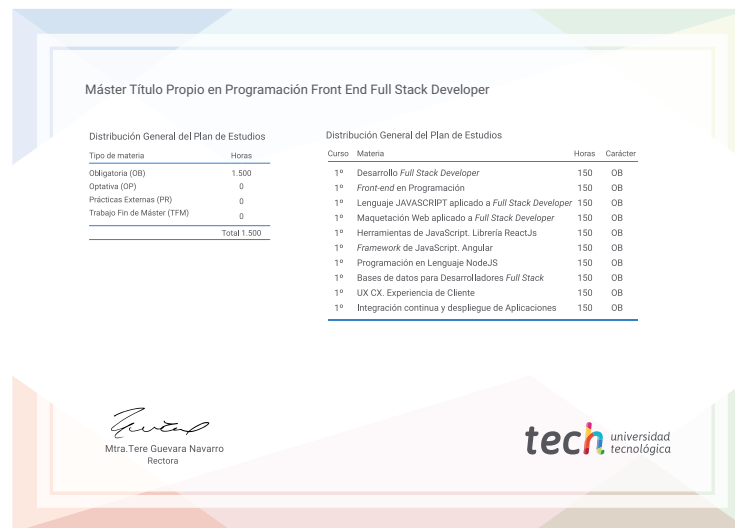 Máster Título Propio en Programación Front End Full Stack Developer
Distribución General del Plan de Estudios
Tipo de materia Horas
Obligatoria (OB) 1.500
Optativa (OP) 0
Prácticas Externas (PR) 0
Trabajo Fin de Máster (TFM) 0
Total 1.500
Distribución General del Plan de Estudios
Curso Materia Horas Carácter
1º Desarrollo Full Stack Developer 150 OB
1º Front-end en Programación 150 OB
1º Lenguaje JAVASCRIPT aplicado a Full Stack Developer 150 OB
1º Maquetación Web aplicado a Full Stack Developer 150 OB
1º Herramientas de JavaScript. Librería ReactJs 150 OB
1º Framework de JavaScript. Angular 150 OB
1º Programación en Lenguaje NodeJS 150 OB
1º Bases de datos para Desarrolladores Full Stack 150 OB
1º UX CX. Experiencia de Cliente 150 OB
1º Integración continua y despliegue de Aplicaciones 150 OB
Mtra.Tere Guevara Navarro
Rectora
tech universidad
tecnológica